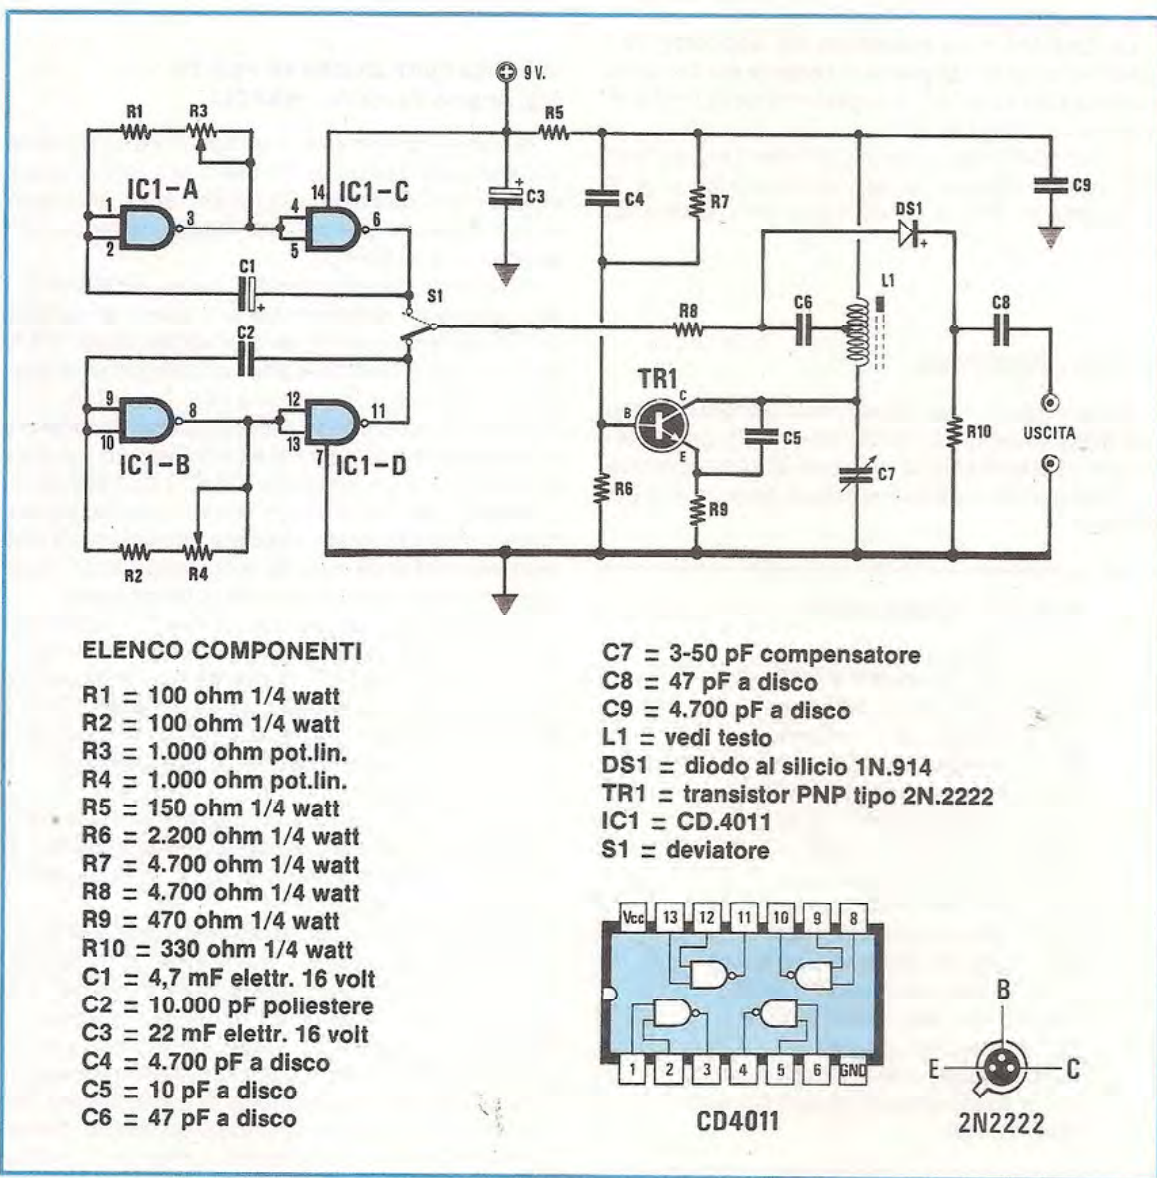 9 V.
R1
R3
R5
IC1-A
IC1-C
14
1
2
3
4
5
6
C3
+
C4
R7
C9
DS1
+
C1
+
S1
L1
C6
C8
C2
R8
TR1
B
C
E
9
10
8
12
13
11
7
IC1-B
IC1-D
C5
R10
USCITA
C7
R6
R9
R2
R4
ELENCO COMPONENTI
R1 = 100 ohm 1/4 watt
R2 = 100 ohm 1/4 watt
R3 = 1.000 ohm pot.lin.
R4 = 1.000 ohm pot.lin.
R5 = 150 ohm 1/4 watt
R6 = 2.200 ohm 1/4 watt
R7 = 4.700 ohm 1/4 watt
R8 = 4.700 ohm 1/4 watt
R9 = 470 ohm 1/4 watt
R10 = 330 ohm 1/4 watt
C1 = 4,7 mF elettr. 16 volt
C2 = 10.000 pF poliestere
C3 = 22 mF elettr. 16 volt
C4 = 4.700 pF a disco
C5 = 10 pF a disco
C6 = 47 pF a disco
C7 = 3-50 pF compensatore
C8 = 47 pF a disco
C9 = 4.700 pF a disco
L1 = vedi testo
DS1 = diodo al silicio 1N.914
TR1 = transistor PNP tipo 2N.2222
IC1 = CD.4011
S1 = deviatore
Vcc 13 12 11 10 9 8
1 2 3 4 5 6 GND
CD4011
B
E
C
2N2222